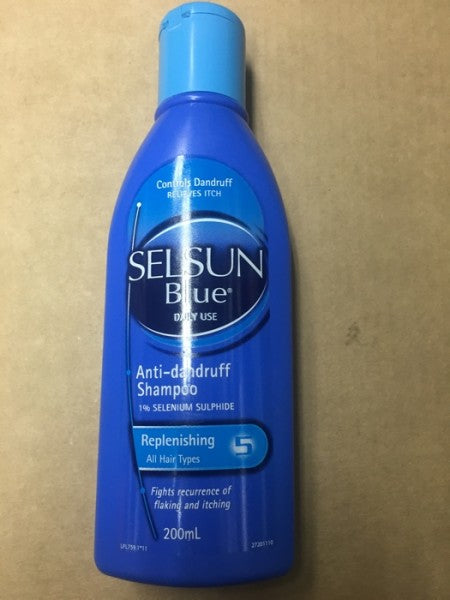 Controls Dandruff
RELIEVES ITCH
SELSUN
Blue®
DAILY USE
Anti-dandruff
Shampoo
1% SELENIUM SULPHIDE
Replenishing
5
All Hair Types
Fights recurrence of
flaking and itching
200mL